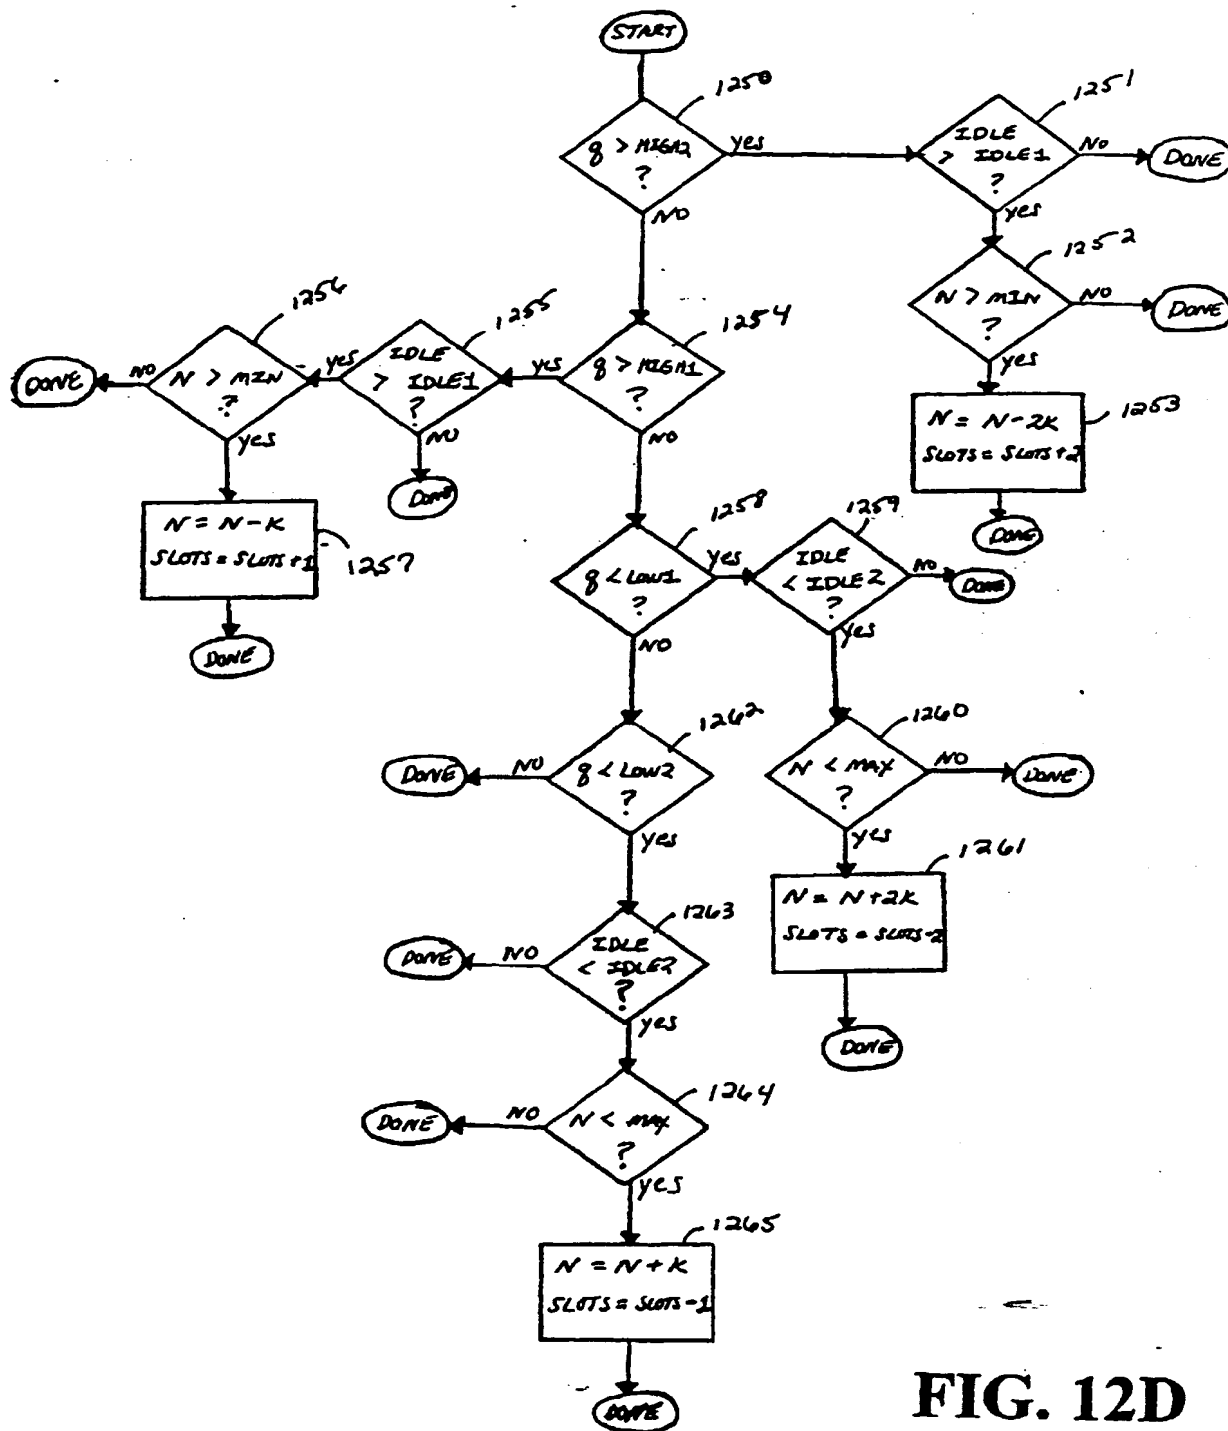 START
1250
q > HIGH2
?
yes
NO
1251
IDLE
> IDLE1
?
NO
DONE
yes
1252
N > MIN
?
NO
DONE
yes
1253
N = N-2K
SLOTS = SLOTS+2
DONE
1254
q > HIGH1
?
yes
NO
1255
IDLE
> IDLE1
?
yes
NO
DONE
1256
N > MIN
?
NO
DONE
yes
N = N-K
SLOTS = SLOTS+1
1257
DONE
1258
q < LOW1
?
yes
NO
1259
IDLE
< IDLE2
?
NO
DONE
yes
1260
N < MAX
?
NO
DONE
yes
1261
N = N+2K
SLOTS = SLOTS-2
DONE
1262
q < LOW2
?
NO
DONE
yes
1263
IDLE
< IDLE2
?
NO
DONE
yes
1264
N < MAX
?
NO
DONE
yes
1265
N = N + K
SLOTS = SLOTS-1
DONE
FIG. 12D